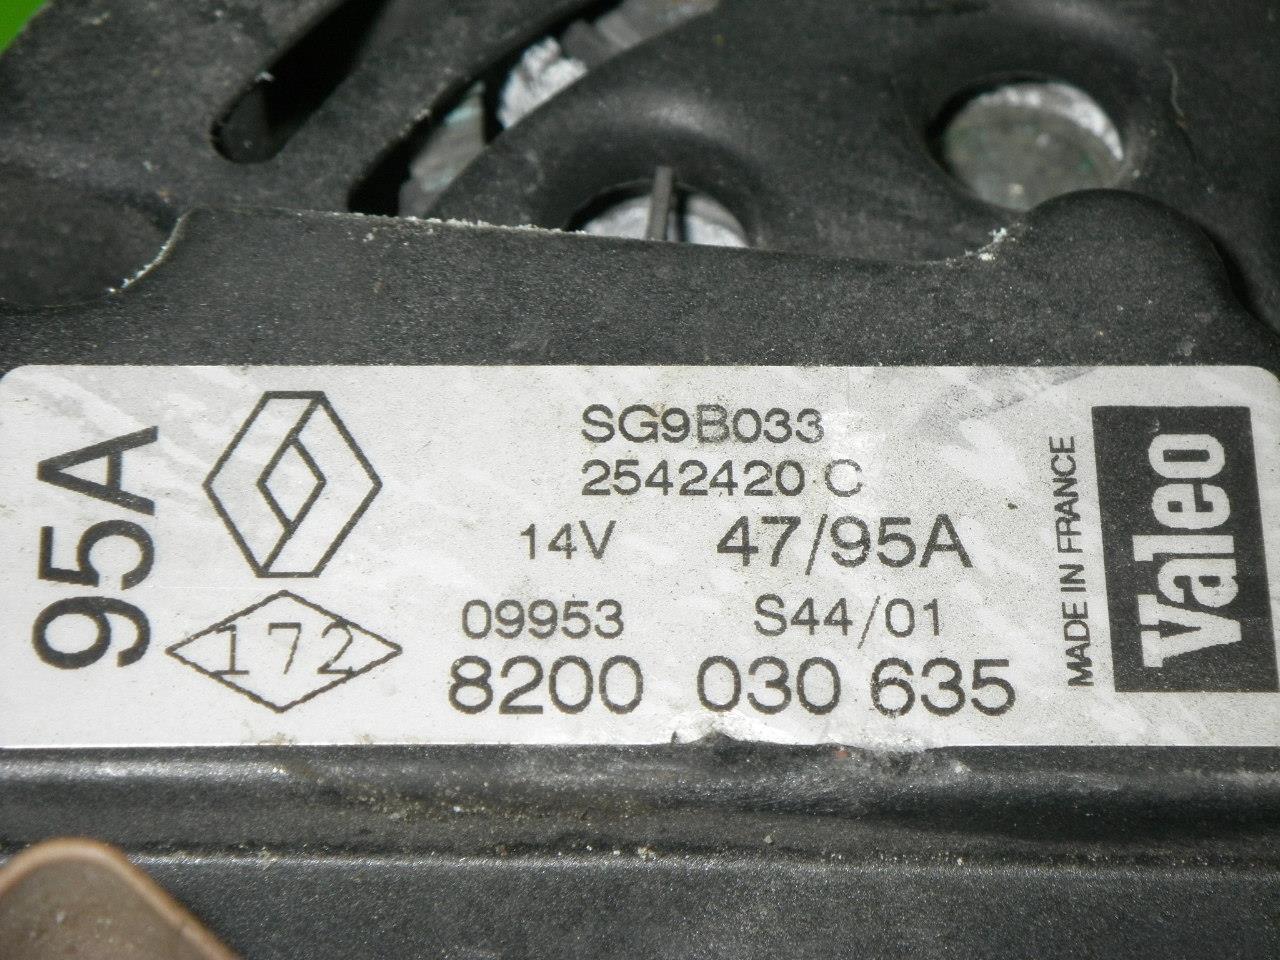 95A
172
SG9B033
2542420 C
14V 47/95A
09953 S44/01
8200 030 635
MADE IN FRANCE
Valeo